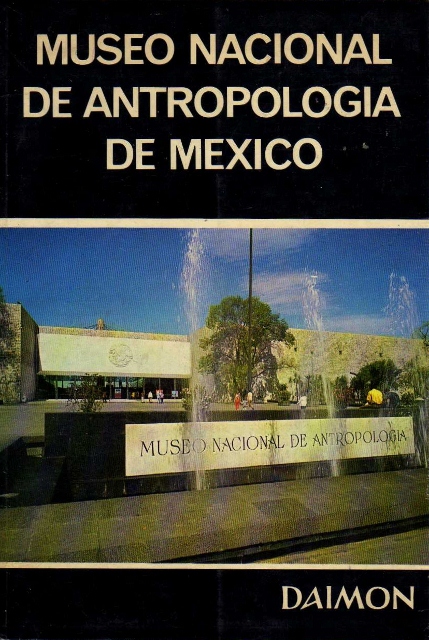 MUSEO NACIONAL
DE ANTROPOLOGIA
DE MEXICO
MUSEO NACIONAL DE ANTROPOLOGIA
DAIMON